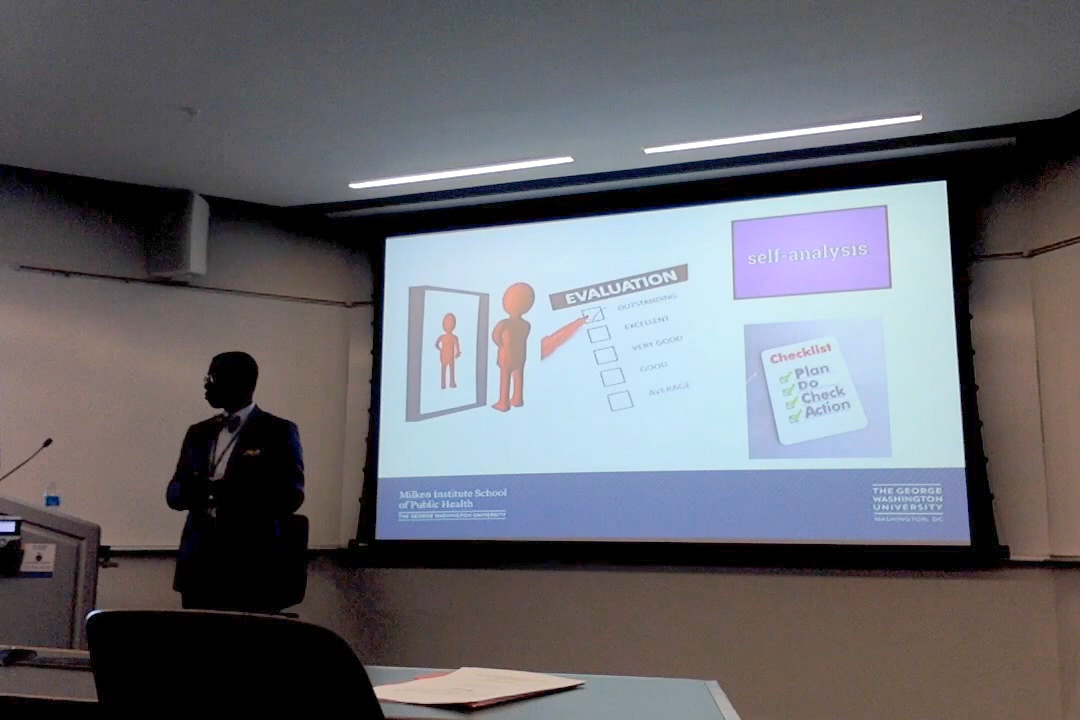 EVALUATION
OUTSTANDING
EXCELLENT
VERY GOOD
GOOD
AVERAGE
self-analysis
Checklist
Plan
Do
Check
Action
Milken Institute School
of Public Health
THE GEORGE WASHINGTON UNIVERSITY
THE GEORGE
WASHINGTON
UNIVERSITY
WASHINGTON, DC